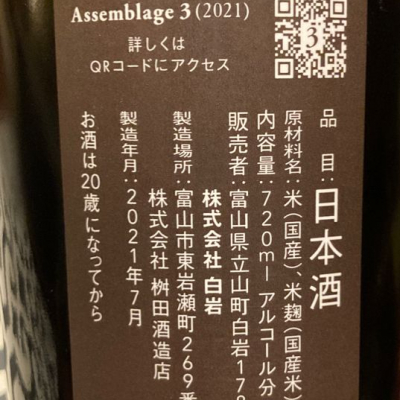 Assemblage 3 (2021)
詳しくは
QRコードにアクセス
3
品 目:日本酒
原材料名:米(国産)、米麹(国産米)
内容量:720ml アルコール分
販売者:富山県立山町白岩17
株式会社 白岩
製造場所:富山市東岩瀬町269番
株式会社 桝田酒造店
製造年月:2021年7月
お酒は20歳になってから